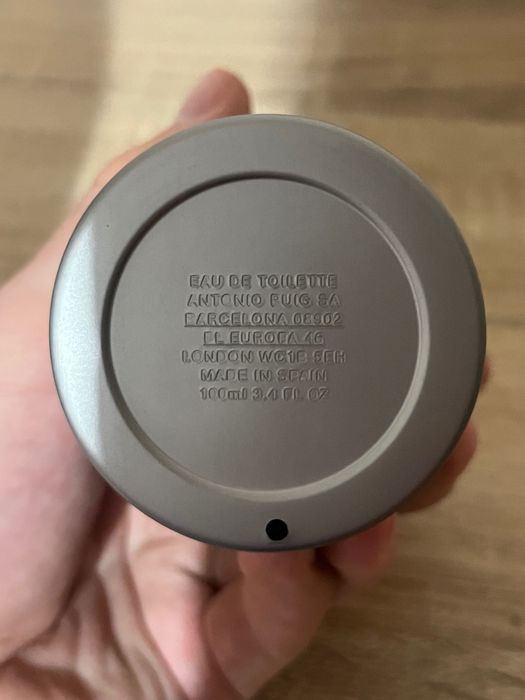 EAU DE TOILETTE
ANTONIO PUIG SA
BARCELONA 08902
PL EUROPA 46
LONDON WC1B 5EH
MADE IN SPAIN
100ml 3.4 FL OZ